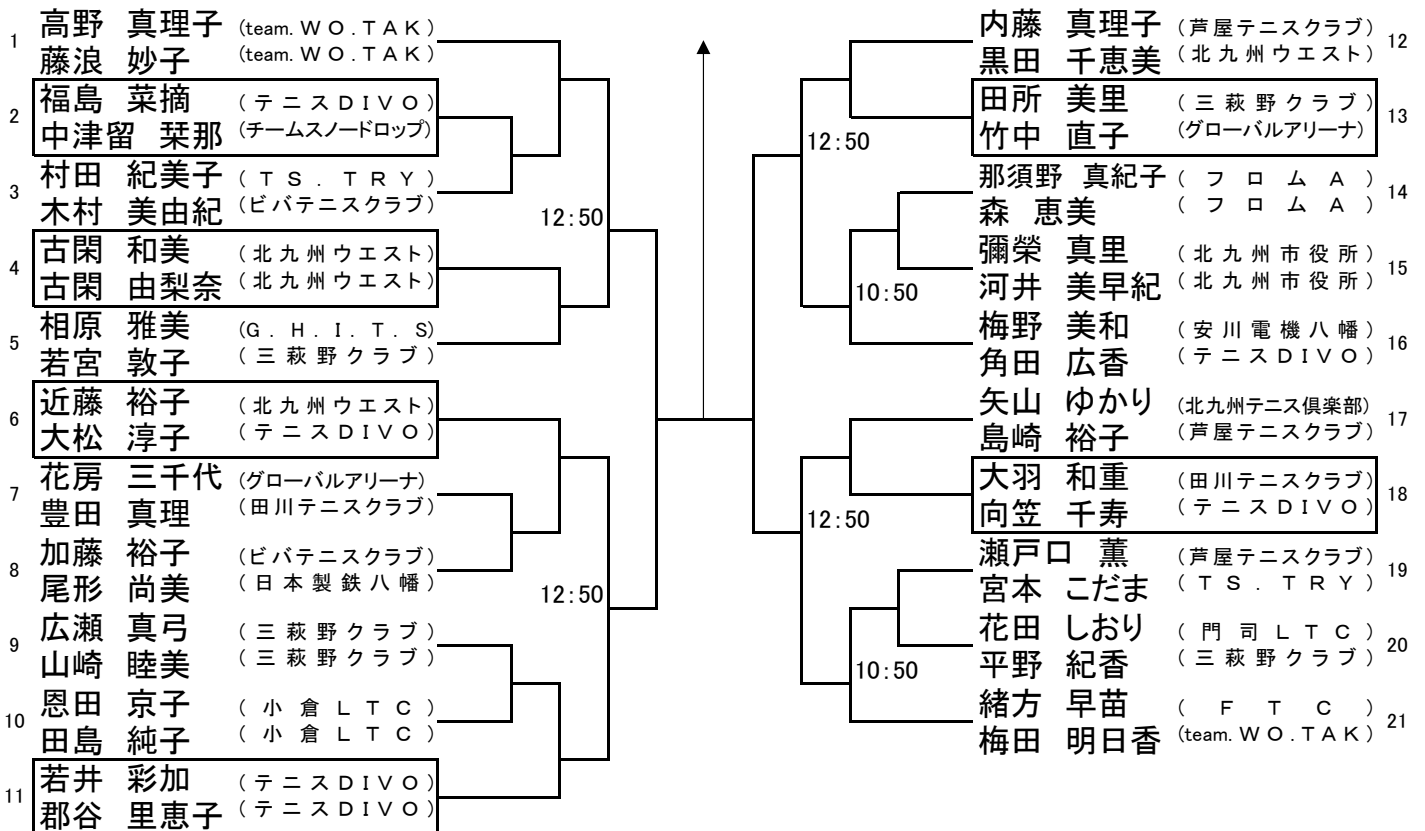 1 高野 真理子 (team.ＷＯ.ＴＡＫ)
藤浪 妙子 (team.ＷＯ.ＴＡＫ)
2 福島 菜摘 (テニスＤＩＶＯ)
中津留 栞那 (チームスノードロップ)
3 村田 紀美子 (ＴＳ．ＴＲＹ)
木村 美由紀 (ビバテニスクラブ)
12:50
4 古閑 和美 (北九州ウエスト)
古閑 由梨奈 (北九州ウエスト)
5 相原 雅美 (Ｇ.Ｈ.Ｉ.Ｔ.Ｓ)
若宮 敦子 (三萩野クラブ)
6 近藤 裕子 (北九州ウエスト)
大松 淳子 (テニスＤＩＶＯ)
7 花房 三千代 (グローバルアリーナ)
豊田 真理 (田川テニスクラブ)
8 加藤 裕子 (ビバテニスクラブ)
尾形 尚美 (日本製鉄八幡)
12:50
9 広瀬 真弓 (三萩野クラブ)
山崎 睦美 (三萩野クラブ)
10 恩田 京子 (小倉ＬＴＣ)
田島 純子 (小倉ＬＴＣ)
11 若井 彩加 (テニスＤＩＶＯ)
郡谷 里恵子 (テニスＤＩＶＯ)
内藤 真理子 (芦屋テニスクラブ) 12
黒田 千恵美 (北九州ウエスト)
田所 美里 (三萩野クラブ) 13
竹中 直子 (グローバルアリーナ)
12:50
那須野 真紀子 (フロムＡ) 14
森 恵美 (フロムＡ)
彌榮 真里 (北九州市役所) 15
河井 美早紀 (北九州市役所)
10:50
梅野 美和 (安川電機八幡) 16
角田 広香 (テニスＤＩＶＯ)
矢山 ゆかり (北九州テニス倶楽部) 17
島崎 裕子 (芦屋テニスクラブ)
大羽 和重 (田川テニスクラブ) 18
向笠 千寿 (テニスＤＩＶＯ)
12:50
瀬戸口 薫 (芦屋テニスクラブ) 19
宮本 こだま (ＴＳ．ＴＲＹ)
花田 しおり (門司ＬＴＣ) 20
平野 紀香 (三萩野クラブ)
10:50
緒方 早苗 (ＦＴＣ) 21
梅田 明日香 (team.ＷＯ.ＴＡＫ)